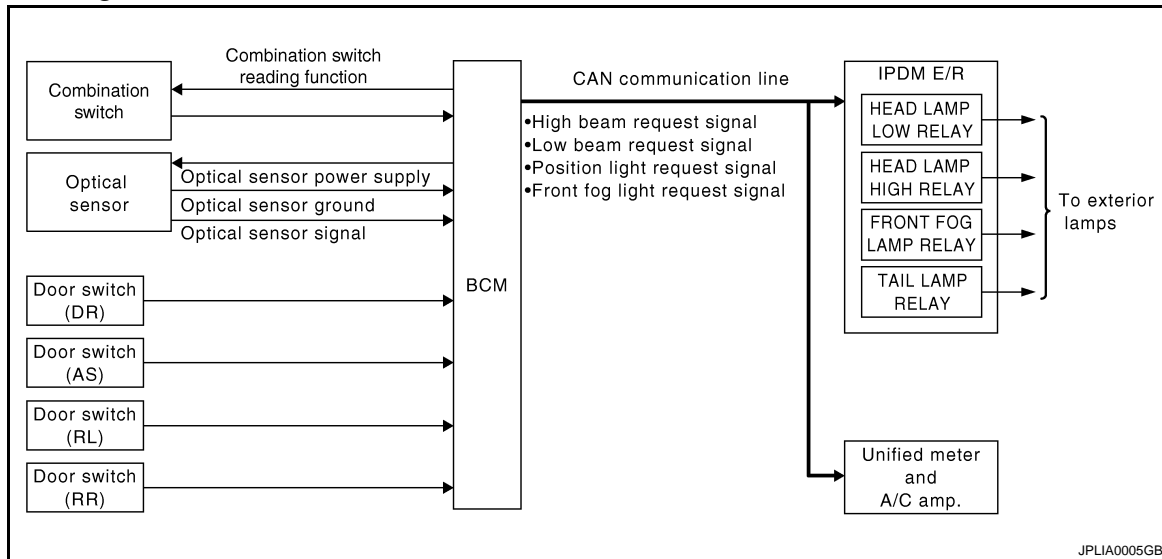 Combination switch
reading function
Combination
switch
Optical
sensor
Optical sensor power supply
Optical sensor ground
Optical sensor signal
Door switch
(DR)
Door switch
(AS)
Door switch
(RL)
Door switch
(RR)
BCM
CAN communication line
•High beam request signal
•Low beam request signal
•Position light request signal
•Front fog light request signal
IPDM E/R
HEAD LAMP
LOW RELAY
HEAD LAMP
HIGH RELAY
FRONT FOG
LAMP RELAY
TAIL LAMP
RELAY
To exterior
lamps
Unified meter
and
A/C amp.
JPLIA0005GB